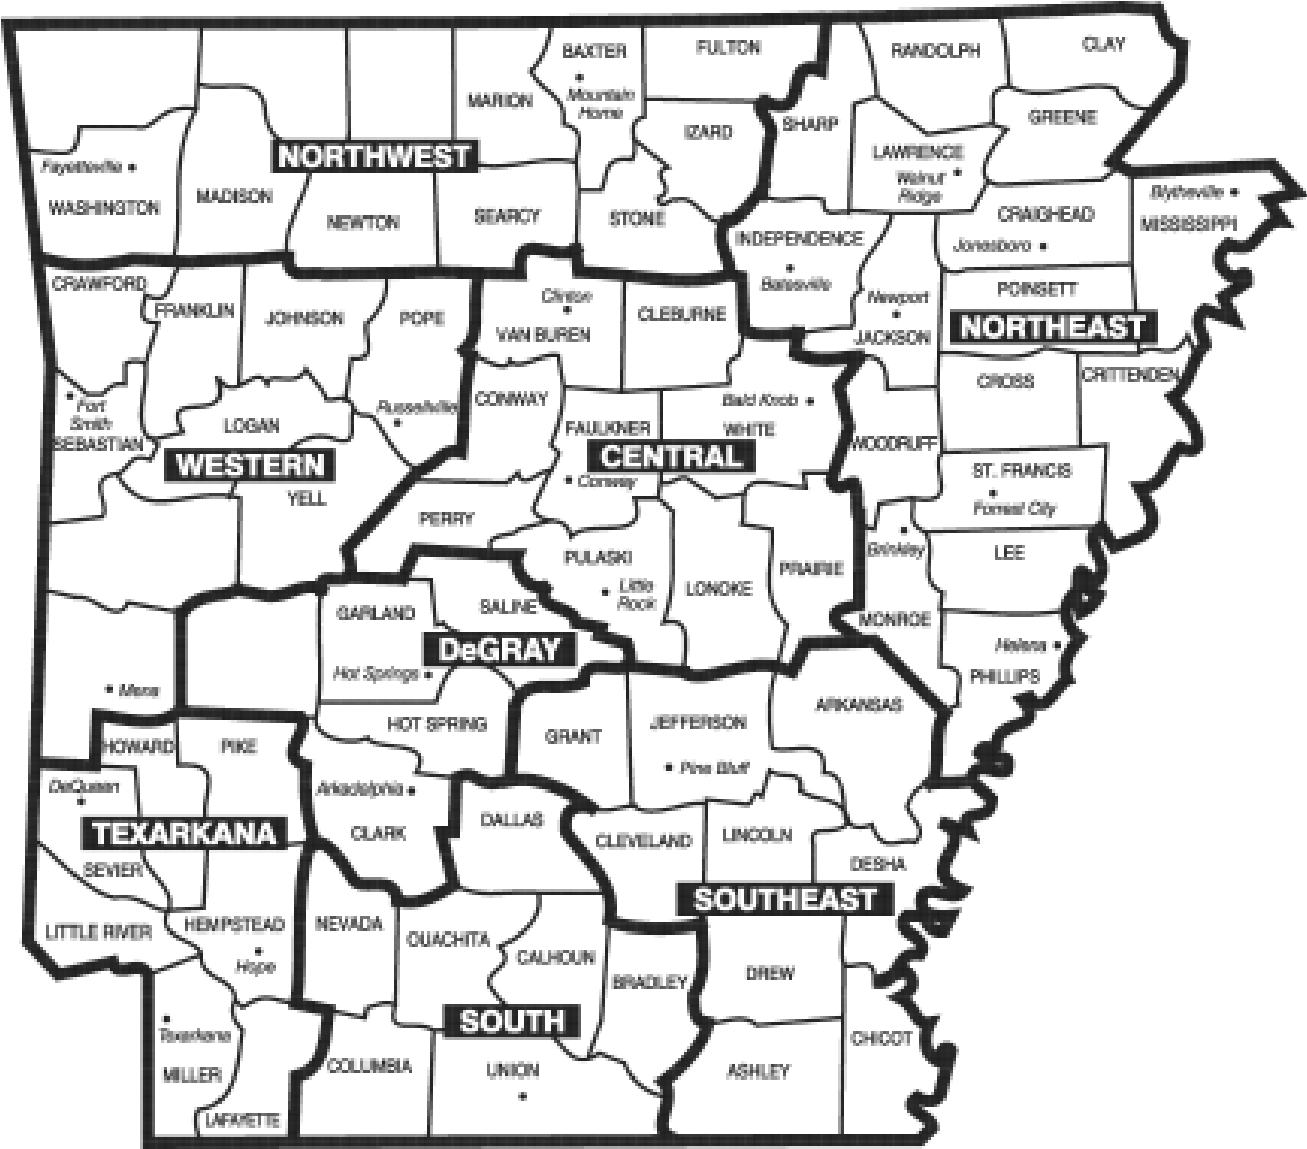 BAXTER
FULTON
RANDOLPH
CLAY
MARION
Mountain
Home
IZARD
SHARP
GREENE
NORTHWEST
LAWRENCE
Walnut
Ridge
Fayetteville
WASHINGTON
MADISON
NEWTON
SEARCY
STONE
CRAIGHEAD
Jonesboro
Blytheville
MISSISSIPPI
INDEPENDENCE
Batesville
CRAWFORD
FRANKLIN
JOHNSON
POPE
Clinton
VAN BUREN
CLEBURNE
Newport
JACKSON
POINSETT
NORTHEAST
CROSS
CRITTENDEN
Fort
Smith
SEBASTIAN
LOGAN
Russellville
CONWAY
FAULKNER
Bald Knob
WHITE
WOODRUFF
WESTERN
CENTRAL
YELL
Conway
ST. FRANCIS
Forrest City
PERRY
PULASKI
Little
Rock
LONOKE
PRAIRIE
Brinkley
LEE
MONROE
GARLAND
SALINE
DeGRAY
Hot Springs
Helena
PHILLIPS
Mena
HOT SPRING
GRANT
JEFFERSON
ARKANSAS
HOWARD
PIKE
Pine Bluff
DeQueen
Arkadelphia
TEXARKANA
CLARK
DALLAS
CLEVELAND
LINCOLN
DESHA
SEVIER
SOUTHEAST
LITTLE RIVER
HEMPSTEAD
Hope
NEVADA
OUACHITA
CALHOUN
BRADLEY
DREW
SOUTH
Texarkana
MILLER
COLUMBIA
UNION
ASHLEY
CHICOT
LAFAYETTE